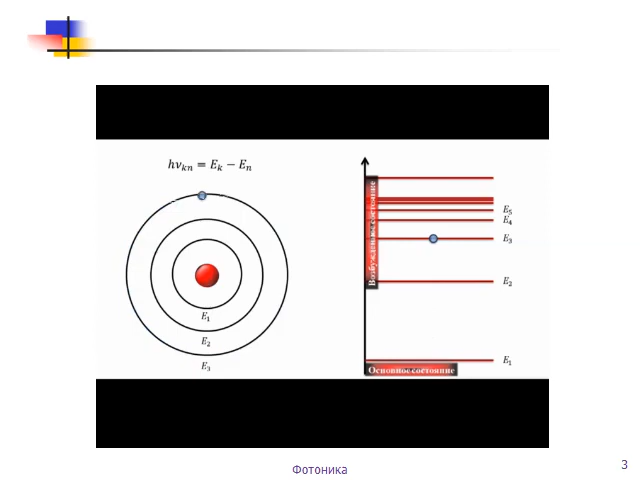 hν_kn = E_k − E_n
E_1
E_2
E_3
Возбужденное состояние
E_5
E_4
E_3
E_2
E_1
Основное состояние
Фотоника
3